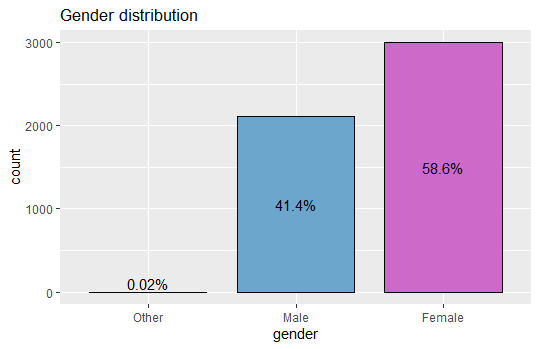 Gender distribution
3000
2000
1000
0
count
0.02%
41.4%
58.6%
Other
Male
Female
gender